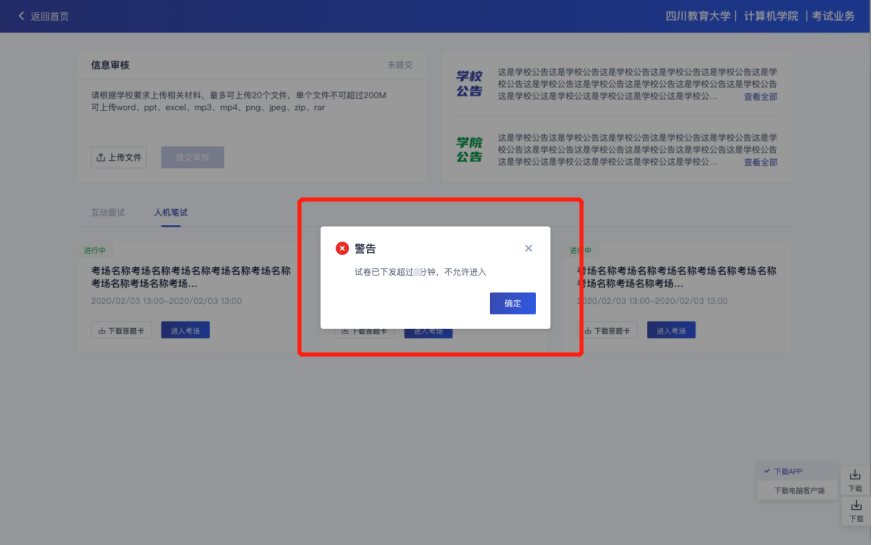 返回首页
四川教育大学 | 计算机学院 | 考试业务
信息审核
未提交
请根据学校要求上传相关材料，最多可上传20个文件，单个文件不可超过200M
可上传word、ppt、excel、mp3、mp4、png、jpeg、zip、rar
上传文件
提交审核
学校
公告
这是学校公告这是学校公告这是学校公告这是学校公告这是学校公告这是学
校公告这是学校公告这是学校公告这是学校公告这是学校公告这是学校公告
这是学校公这是学校公告这是学校公这是学校公这是学校公... 查看全部
学院
公告
这是学校公告这是学校公告这是学校公告这是学校公告这是学校公告这是学
校公告这是学校公告这是学校公告这是学校公告这是学校公告这是学校公告
这是学校公这是学校公告这是学校公这是学校公这是学校公... 查看全部
互动面试
人机笔试
进行中
考场名称考场名称考场名称考场名称考场名称
考场名称考场名称考场...
2020/02/03 13:00~2020/02/03 13:00
下载答题卡
进入考场
警告
试卷已下发超过 分钟，不允许进入
确定
下载答题卡
进入考场
进行中
考场名称考场名称考场名称考场名称考场名称
考场名称考场名称考场...
2020/02/03 13:00~2020/02/03 13:00
下载答题卡
进入考场
下载APP
下载电脑客户端
下载
下载